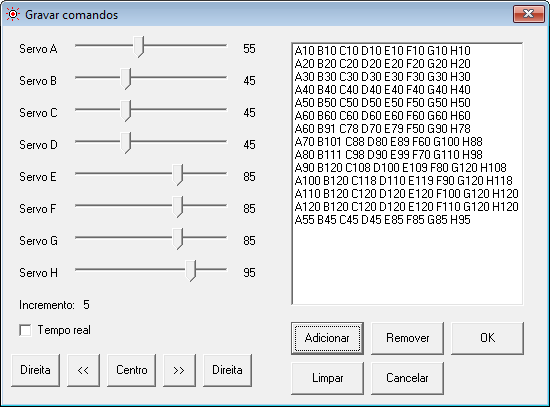 Gravar comandos
Servo A 55
Servo B 45
Servo C 45
Servo D 45
Servo E 85
Servo F 85
Servo G 85
Servo H 95
Incremento: 5
Tempo real
Direita << Centro >> Direita
A10 B10 C10 D10 E10 F10 G10 H10
A20 B20 C20 D20 E10 F20 G20 H20
A30 B30 C30 D30 E30 F30 G30 H30
A40 B40 C40 D40 E40 F40 G40 H40
A50 B50 C50 D50 E50 F50 G50 H50
A60 B60 C60 D60 E60 F60 G60 H60
A60 B91 C78 D70 E79 F50 G90 H78
A70 B101 C88 D80 E89 F60 G100 H88
A80 B111 C98 D90 E99 F70 G110 H98
A90 B120 C108 D100 E109 F80 G120 H108
A100 B120 C118 D110 E119 F90 G120 H118
A110 B120 C120 D120 E120 F100 G120 H120
A120 B120 C120 D120 E120 F110 G120 H120
A55 B45 C45 D45 E85 F85 G85 H95
Adicionar Remover OK
Limpar Cancelar